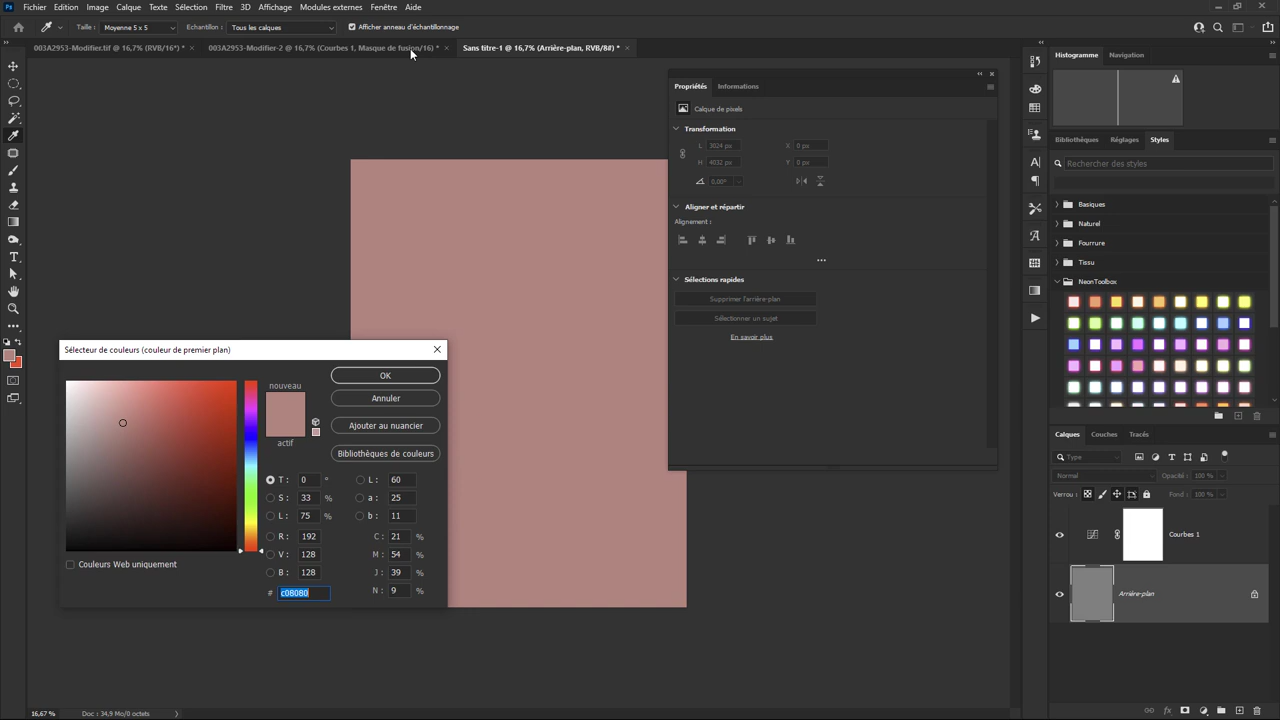 Ps Fichier Edition Image Calque Texte Sélection Filtre 3D Affichage Modules externes Fenêtre Aide
Taille : Moyenne 5 x 5 Echantillon : Tous les calques Afficher anneau d'échantillonnage
003A2953-Modifier.tif @ 16,7% (RVB/16*) * × 003A2953-Modifier-2 @ 16,7% (Courbes 1, Masque de fusion/16) * × Sans titre-1 @ 16,7% (Arrière-plan, RVB/8#) * ×
Propriétés Informations
Calque de pixels
Transformation
L 3024 px X 0 px
H 4032 px Y 0 px
0,00°
Aligner et répartir
Alignement :
Sélections rapides
Supprimer l'arrière-plan
Sélectionner un sujet
En savoir plus
Histogramme Navigation
Bibliothèques Réglages Styles
Rechercher des styles
Basiques
Naturel
Fourrure
Tissu
NeonToolbox
Calques Couches Tracés
Type
Normal Opacité : 100 %
Verrou : Fond : 100 %
Courbes 1
Arrière-plan
Sélecteur de couleurs (couleur de premier plan)
nouveau
actif
OK
Annuler
Ajouter au nuancier
Bibliothèques de couleurs
T : 0 ° L : 60
S : 33 % a : 25
L : 75 % b : 11
R : 192 C : 21 %
V : 128 M : 54 %
B : 128 J : 39 %
# c08080 N : 9 %
Couleurs Web uniquement
16,67 % Doc : 34,9 Mo/0 octets